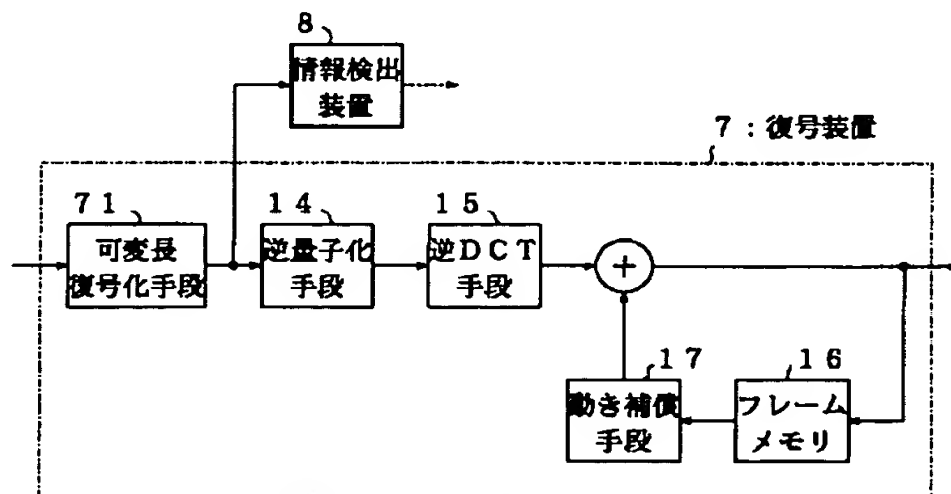 8
情報検出
装置
7：復号装置
71
可変長
復号化手段
14
逆量子化
手段
15
逆DCT
手段
+
17
動き補償
手段
16
フレーム
メモリ